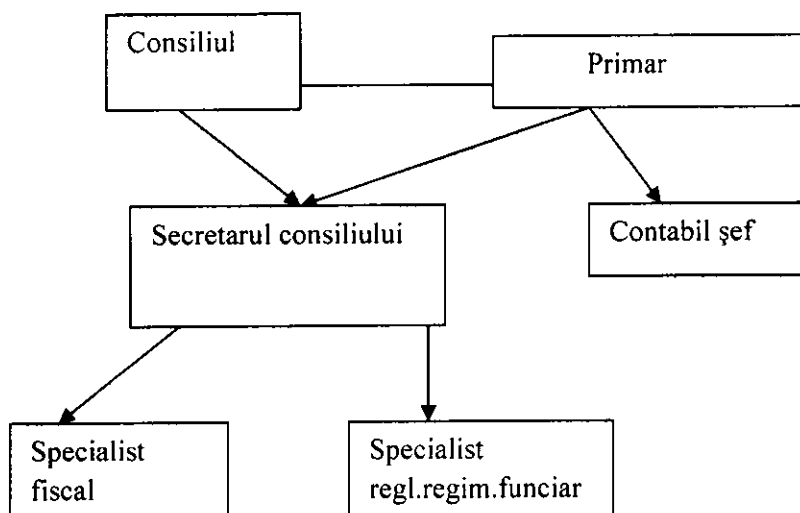 Consiliul
Primar
Secretarul consiliului
Contabil şef
Specialist
fiscal
Specialist
regl.regim.funciar